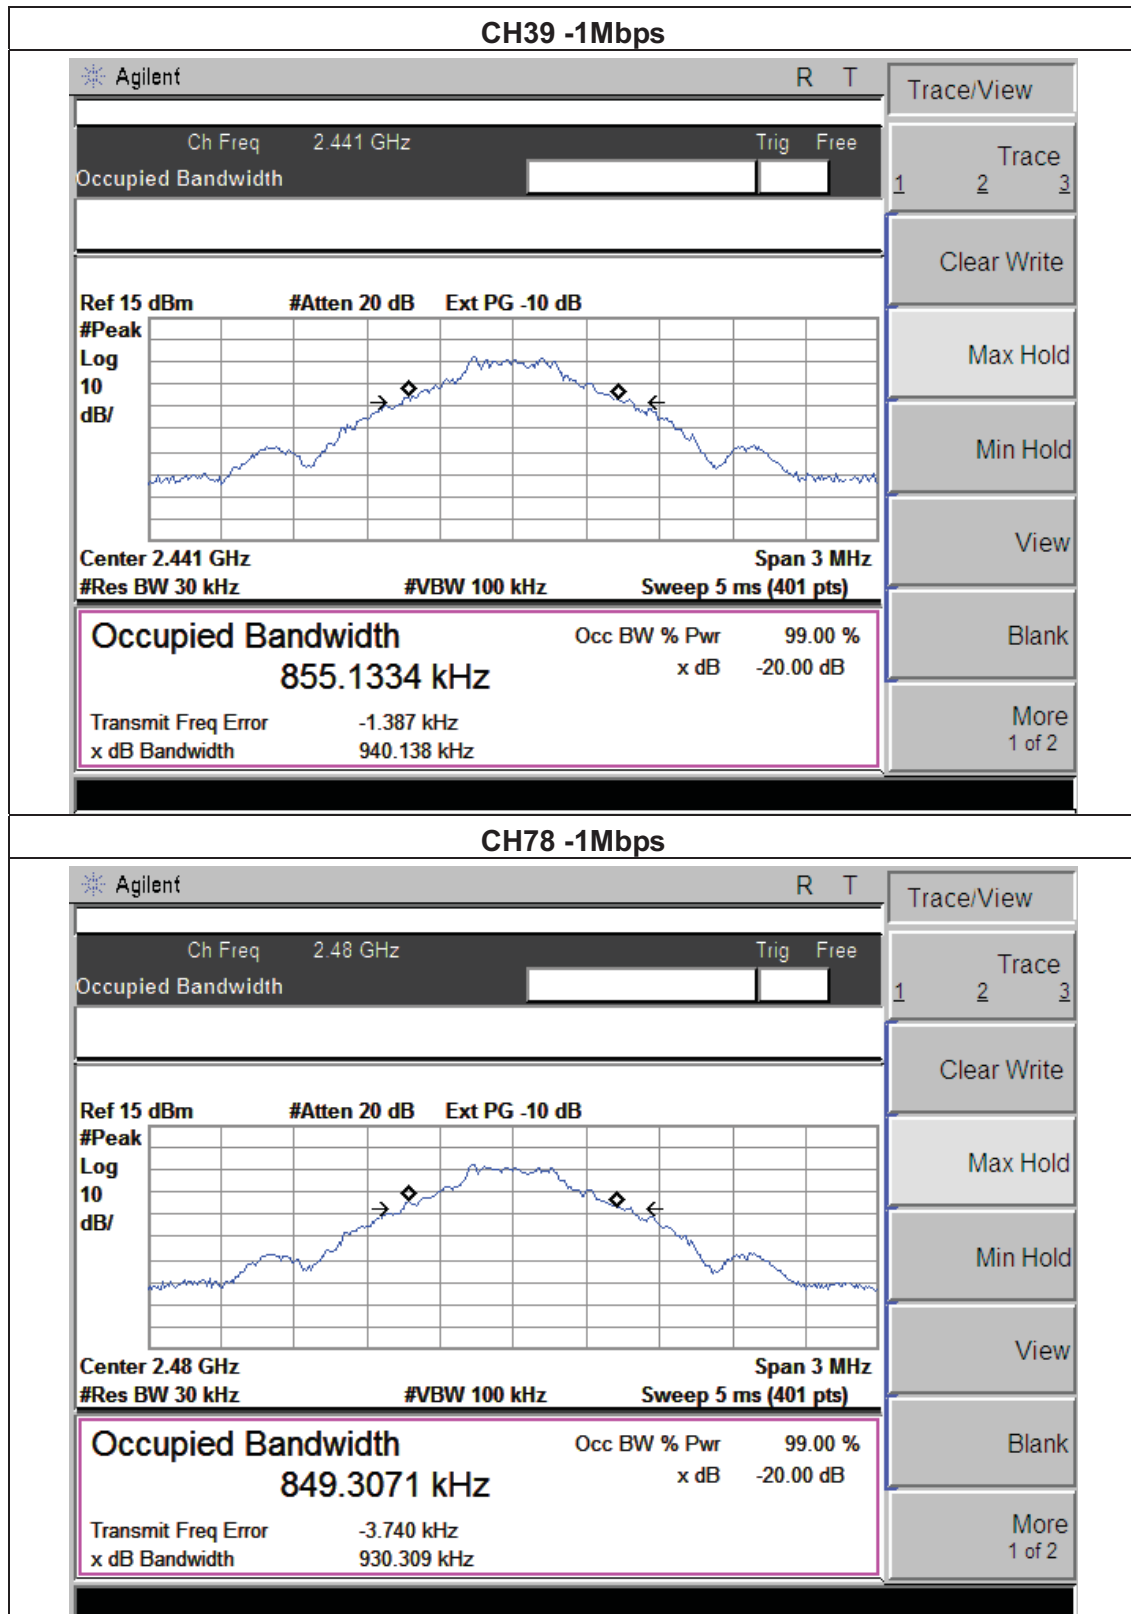 CH39 -1Mbps
Agilent R T
Trace/View
Ch Freq 2.441 GHz Trig Free
Occupied Bandwidth
Trace
1 2 3
Clear Write
Max Hold
Min Hold
View
Blank
More
1 of 2
Ref 15 dBm #Atten 20 dB Ext PG -10 dB
#Peak
Log
10
dB/
Center 2.441 GHz Span 3 MHz
#Res BW 30 kHz #VBW 100 kHz Sweep 5 ms (401 pts)
Occupied Bandwidth Occ BW % Pwr 99.00 %
855.1334 kHz x dB -20.00 dB
Transmit Freq Error -1.387 kHz
x dB Bandwidth 940.138 kHz
CH78 -1Mbps
Agilent R T
Trace/View
Ch Freq 2.48 GHz Trig Free
Occupied Bandwidth
Trace
1 2 3
Clear Write
Max Hold
Min Hold
View
Blank
More
1 of 2
Ref 15 dBm #Atten 20 dB Ext PG -10 dB
#Peak
Log
10
dB/
Center 2.48 GHz Span 3 MHz
#Res BW 30 kHz #VBW 100 kHz Sweep 5 ms (401 pts)
Occupied Bandwidth Occ BW % Pwr 99.00 %
849.3071 kHz x dB -20.00 dB
Transmit Freq Error -3.740 kHz
x dB Bandwidth 930.309 kHz